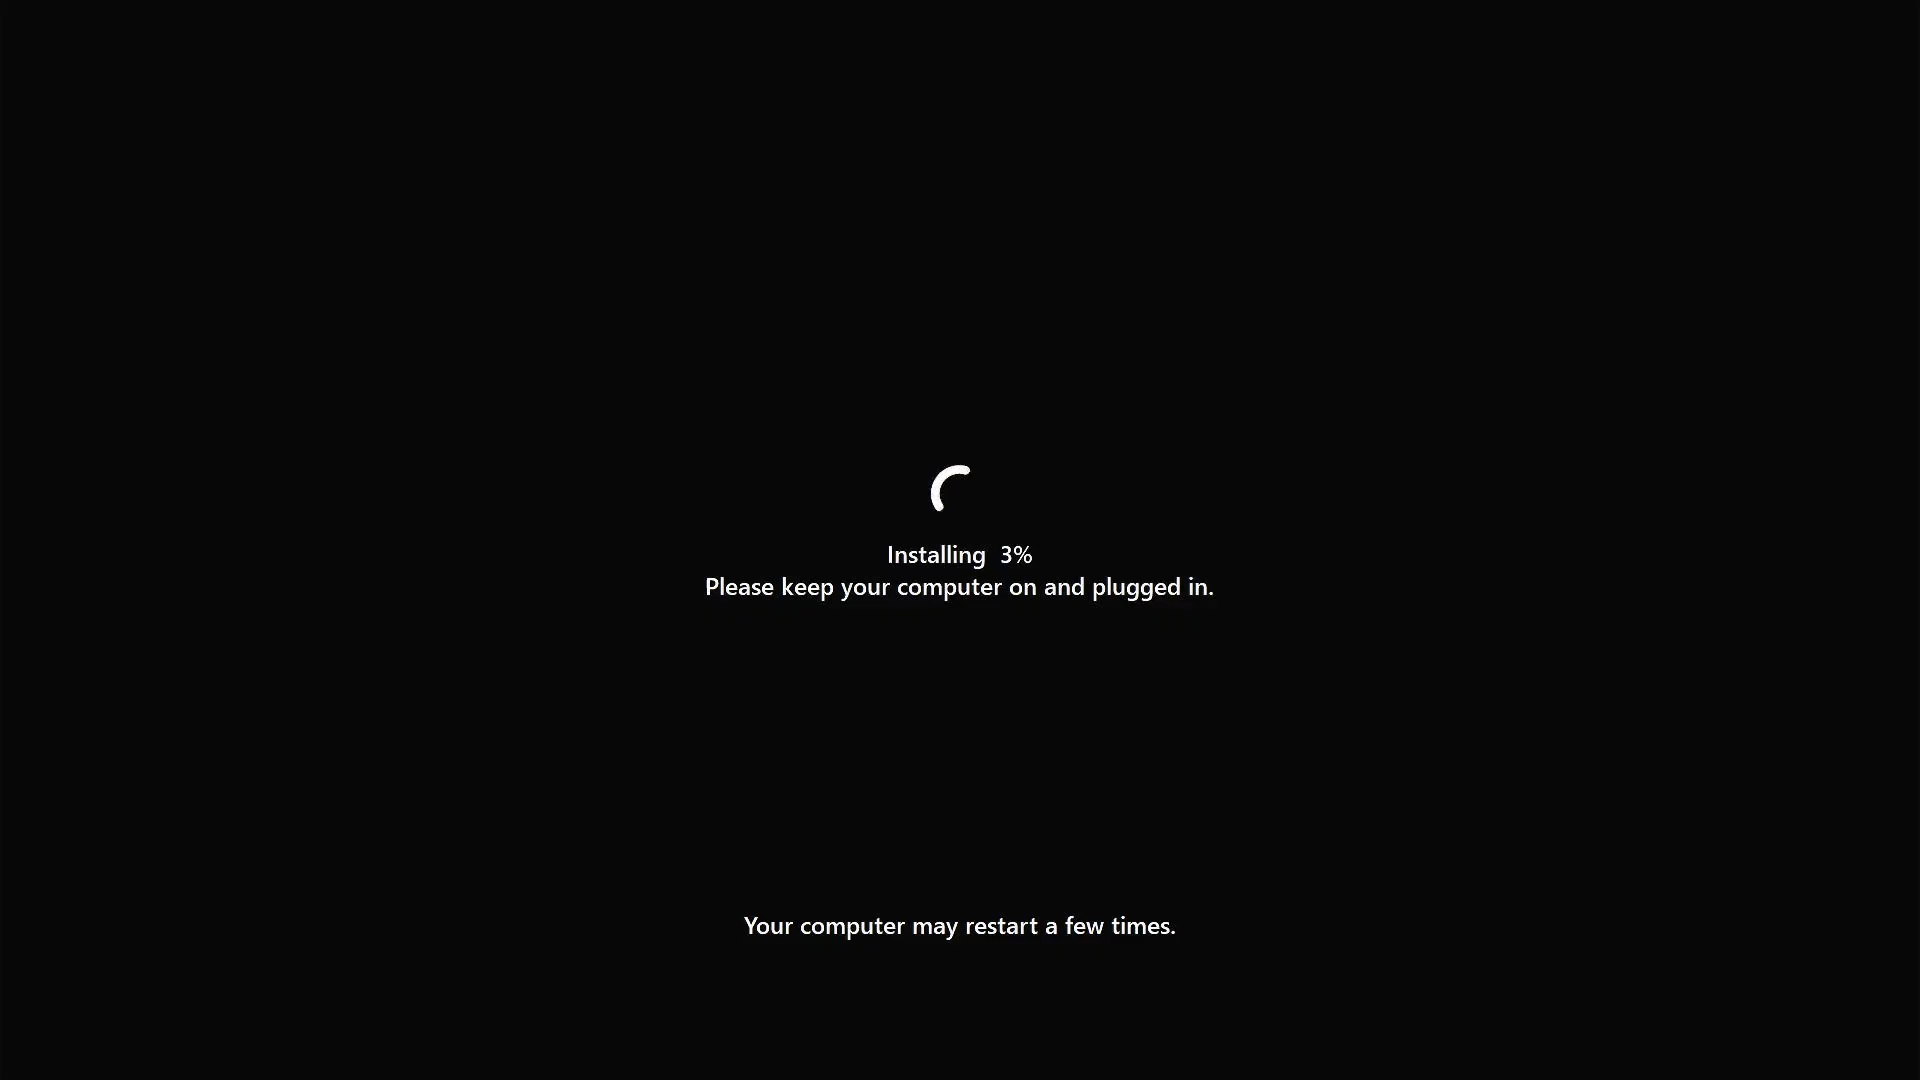 Installing  3%
Please keep your computer on and plugged in.
Your computer may restart a few times.